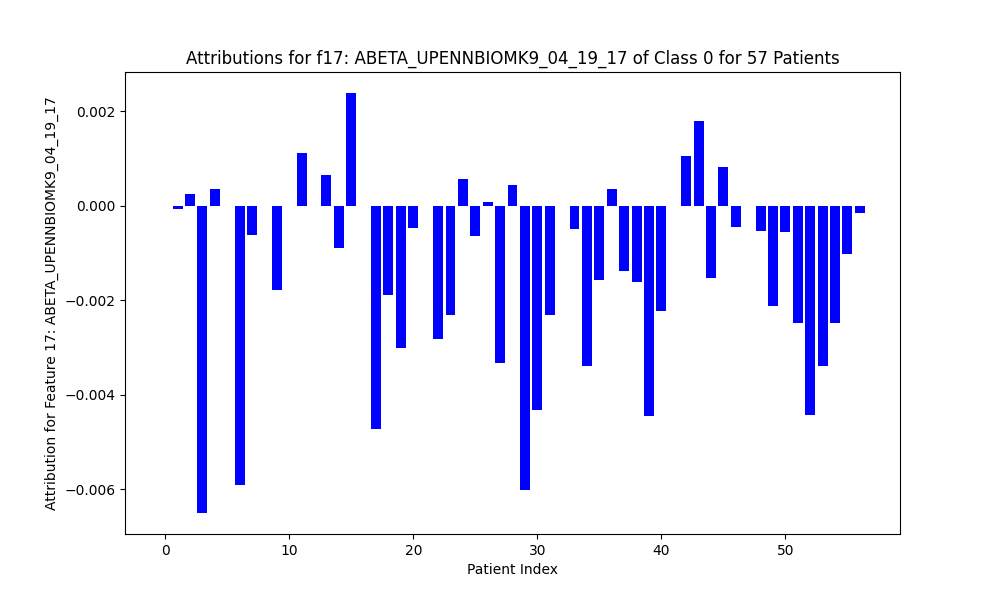 Attributions for f17: ABETA_UPENNBIOMK9_04_19_17 of Class 0 for 57 Patients
Attribution for Feature 17: ABETA_UPENNBIOMK9_04_19_17
0.002
0.000
−0.002
−0.004
−0.006
0 10 20 30 40 50
Patient Index